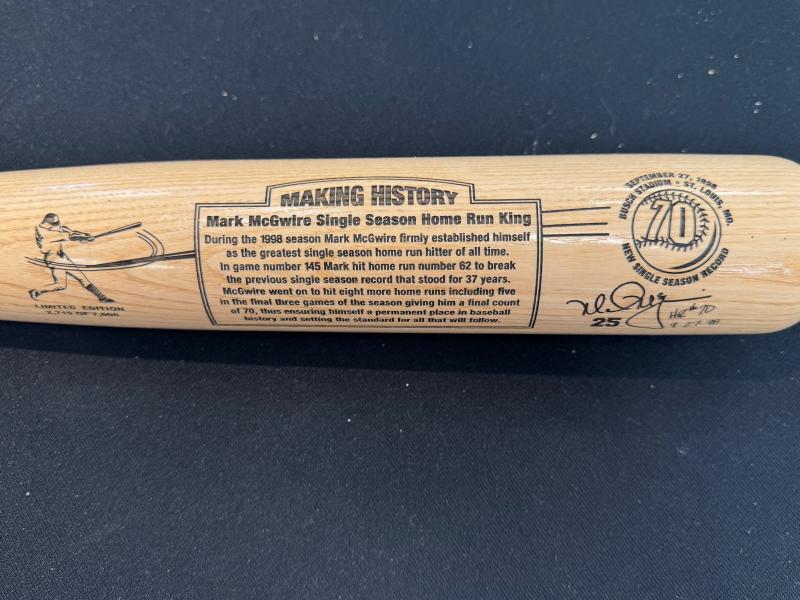 MAKING HISTORY
Mark McGwire Single Season Home Run King
During the 1998 season Mark McGwire firmly established himself
as the greatest single season home run hitter of all time.
In game number 145 Mark hit home run number 62 to break
the previous single season record that stood for 37 years.
McGwire went on to hit eight more home runs including five
in the final three games of the season giving him a final count
of 70, thus ensuring himself a permanent place in baseball
history and setting the standard for all that will follow.
LIMITED EDITION
2,715 OF 7,000
SEPTEMBER 27, 1998
BUSCH STADIUM • ST. LOUIS, MO.
70
NEW SINGLE SEASON RECORD
25
HR # 70
9-27-98